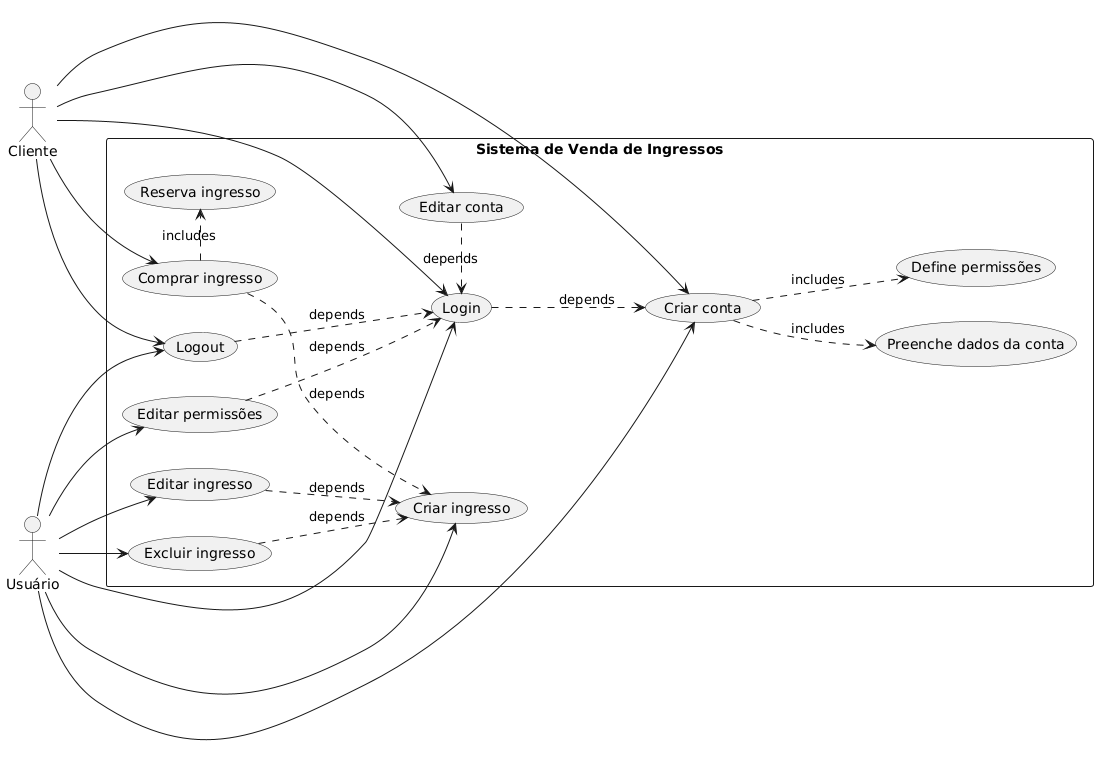 Cliente
Sistema de Venda de Ingressos
Reserva ingresso
Editar conta
includes
depends
Define permissões
Comprar ingresso
includes
Login
depends
Criar conta
depends
includes
Logout
depends
Preenche dados da conta
depends
Editar permissões
Editar ingresso
depends
Criar ingresso
depends
Excluir ingresso
Usuário